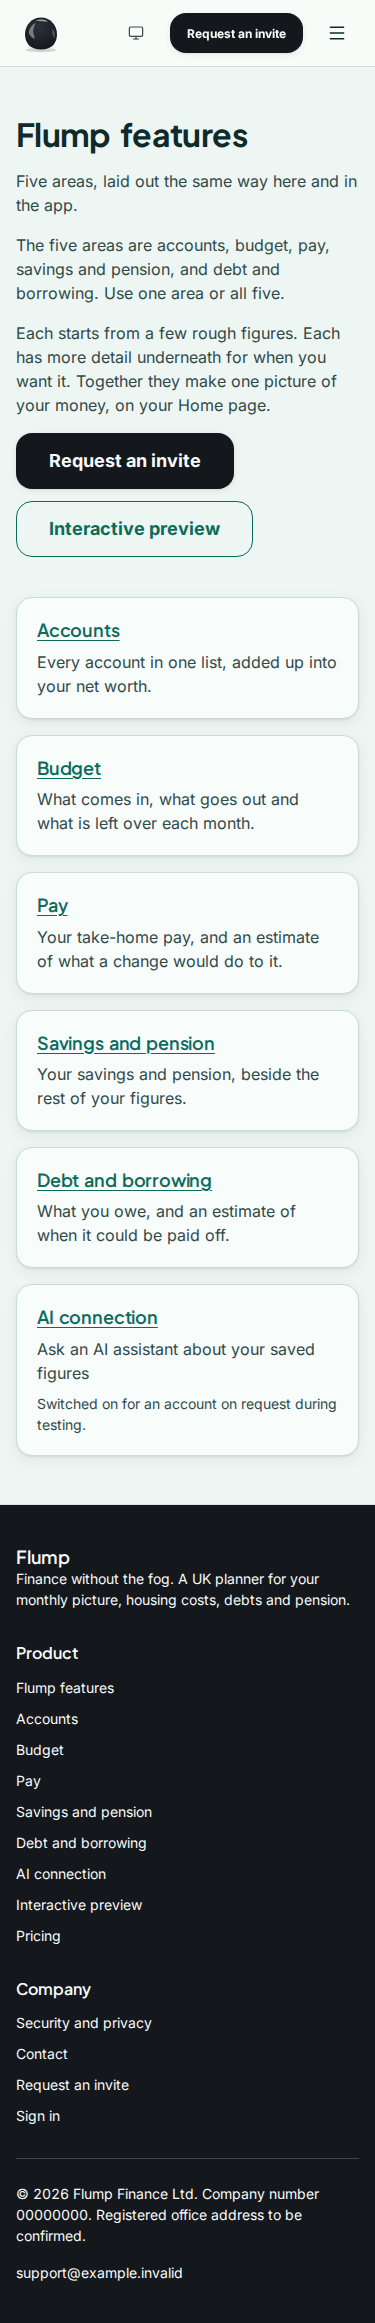 Request an invite
Flump features
Five areas, laid out the same way here and in
the app.
The five areas are accounts, budget, pay,
savings and pension, and debt and
borrowing. Use one area or all five.
Each starts from a few rough figures. Each
has more detail underneath for when you
want it. Together they make one picture of
your money, on your Home page.
Request an invite
Interactive preview
Accounts
Every account in one list, added up into
your net worth.
Budget
What comes in, what goes out and
what is left over each month.
Pay
Your take-home pay, and an estimate
of what a change would do to it.
Savings and pension
Your savings and pension, beside the
rest of your figures.
Debt and borrowing
What you owe, and an estimate of
when it could be paid off.
AI connection
Ask an AI assistant about your saved
figures
Switched on for an account on request during
testing.
Flump
Finance without the fog. A UK planner for your
monthly picture, housing costs, debts and pension.
Product
Flump features
Accounts
Budget
Pay
Savings and pension
Debt and borrowing
AI connection
Interactive preview
Pricing
Company
Security and privacy
Contact
Request an invite
Sign in
© 2026 Flump Finance Ltd. Company number
00000000. Registered office address to be
confirmed.
support@example.invalid